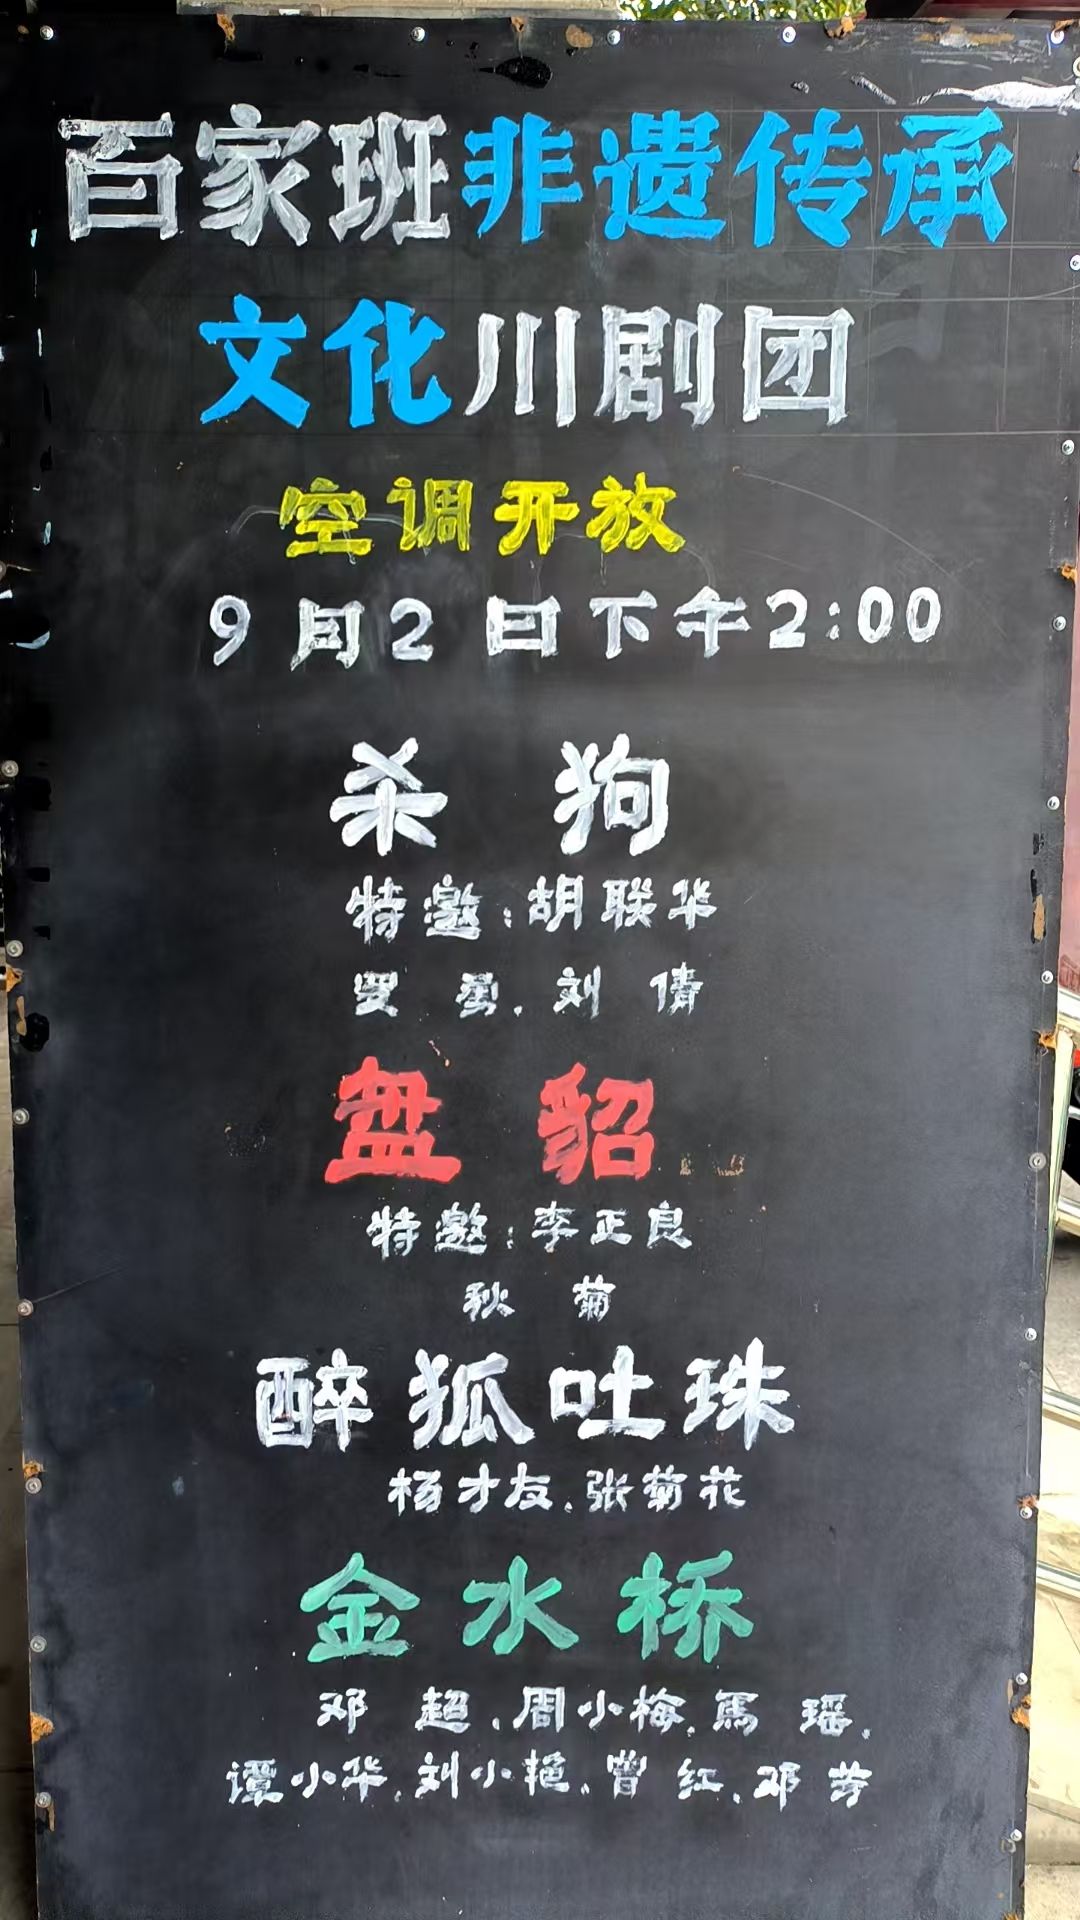 百家班非遗传承
文化川剧团
空调开放
9月2日下午2:00
杀 狗
特邀:胡联华
罗 勇.刘 倩
盘 貂
特邀:李正良
秋 菊
醉狐吐珠
杨才友.张菊花
金水桥
邓 超.周小梅.馬 瑶.
谭小华.刘小艳.曾 红.邓 芳